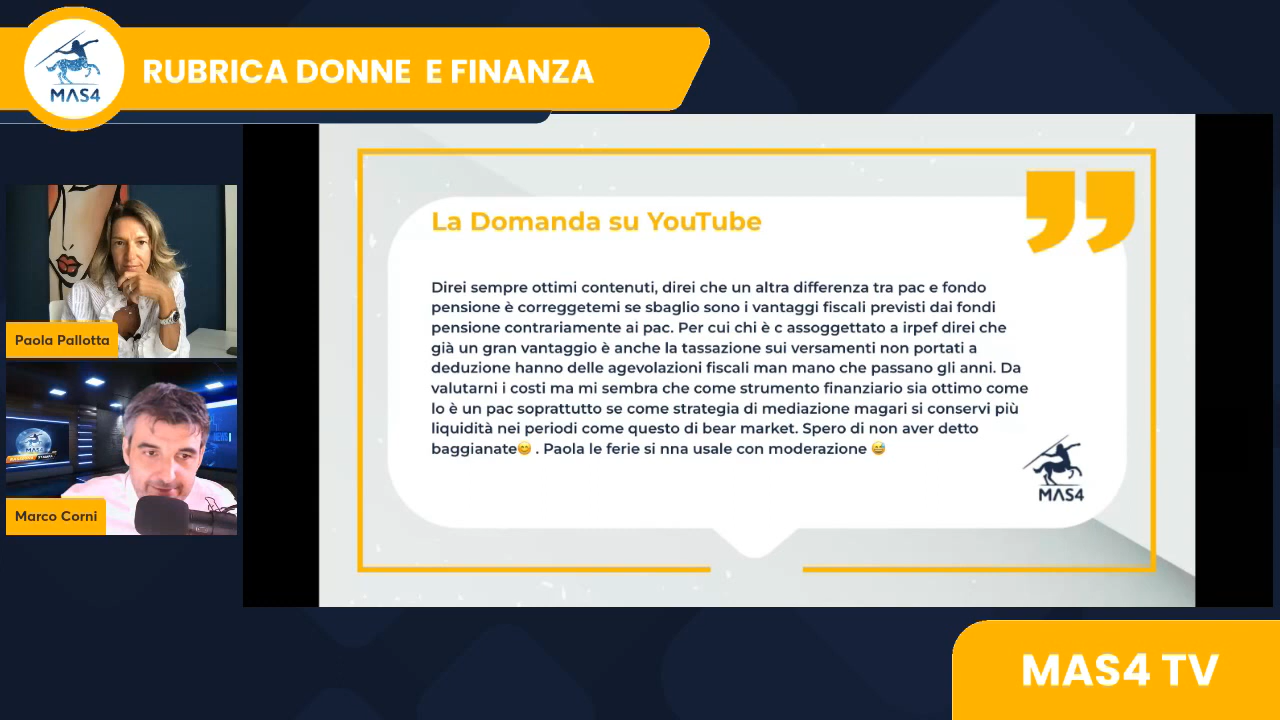 RUBRICA DONNE E FINANZA
MAS4
La Domanda su YouTube
Direi sempre ottimi contenuti, direi che un altra differenza tra pac e fondo
pensione è correggetemi se sbaglio sono i vantaggi fiscali previsti dai fondi
pensione contrariamente ai pac. Per cui chi è c assoggettato a irpef direi che
già un gran vantaggio è anche la tassazione sui versamenti non portati a
deduzione hanno delle agevolazioni fiscali man mano che passano gli anni. Da
valutarni i costi ma mi sembra che come strumento finanziario sia ottimo come
lo è un pac soprattutto se come strategia di mediazione magari si conservi più
liquidità nei periodi come questo di bear market. Spero di non aver detto
baggianate😊 . Paola le ferie si nna usale con moderazione 😅
MAS4
Paola Pallotta
Marco Corni
MAS4 TV